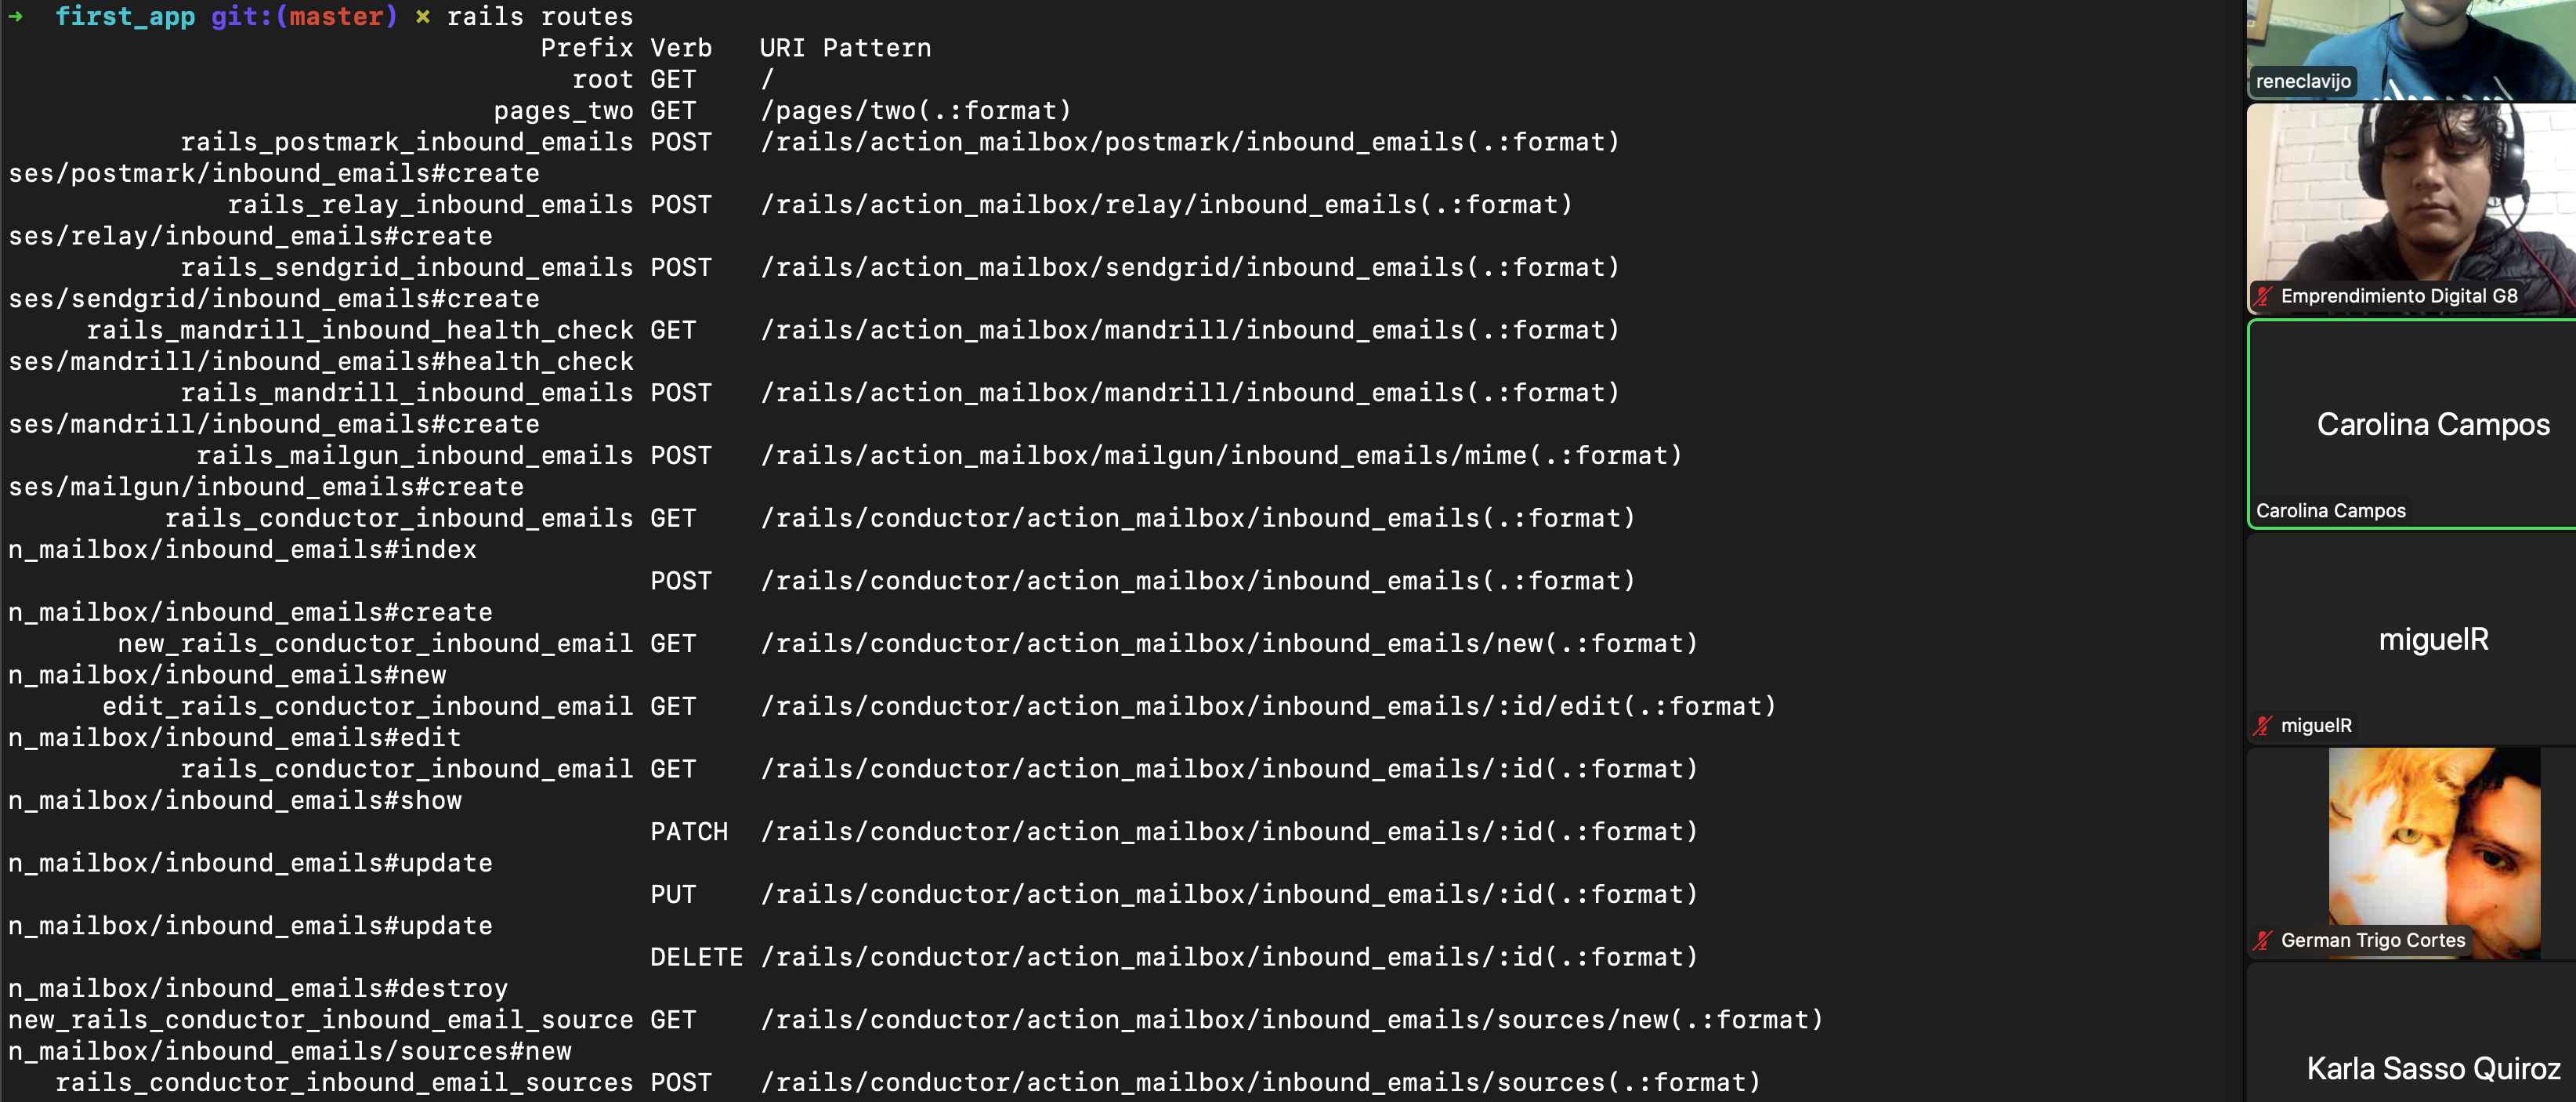 → first_app git:(master) ✗ rails routes
Prefix Verb URI Pattern
root GET /
pages_two GET /pages/two(.:format)
rails_postmark_inbound_emails POST /rails/action_mailbox/postmark/inbound_emails(.:format)
ses/postmark/inbound_emails#create
rails_relay_inbound_emails POST /rails/action_mailbox/relay/inbound_emails(.:format)
ses/relay/inbound_emails#create
rails_sendgrid_inbound_emails POST /rails/action_mailbox/sendgrid/inbound_emails(.:format)
ses/sendgrid/inbound_emails#create
rails_mandrill_inbound_health_check GET /rails/action_mailbox/mandrill/inbound_emails(.:format)
ses/mandrill/inbound_emails#health_check
rails_mandrill_inbound_emails POST /rails/action_mailbox/mandrill/inbound_emails(.:format)
ses/mandrill/inbound_emails#create
rails_mailgun_inbound_emails POST /rails/action_mailbox/mailgun/inbound_emails/mime(.:format)
ses/mailgun/inbound_emails#create
rails_conductor_inbound_emails GET /rails/conductor/action_mailbox/inbound_emails(.:format)
n_mailbox/inbound_emails#index
POST /rails/conductor/action_mailbox/inbound_emails(.:format)
n_mailbox/inbound_emails#create
new_rails_conductor_inbound_email GET /rails/conductor/action_mailbox/inbound_emails/new(.:format)
n_mailbox/inbound_emails#new
edit_rails_conductor_inbound_email GET /rails/conductor/action_mailbox/inbound_emails/:id/edit(.:format)
n_mailbox/inbound_emails#edit
rails_conductor_inbound_email GET /rails/conductor/action_mailbox/inbound_emails/:id(.:format)
n_mailbox/inbound_emails#show
PATCH /rails/conductor/action_mailbox/inbound_emails/:id(.:format)
n_mailbox/inbound_emails#update
PUT /rails/conductor/action_mailbox/inbound_emails/:id(.:format)
n_mailbox/inbound_emails#update
DELETE /rails/conductor/action_mailbox/inbound_emails/:id(.:format)
n_mailbox/inbound_emails#destroy
new_rails_conductor_inbound_email_source GET /rails/conductor/action_mailbox/inbound_emails/sources/new(.:format)
n_mailbox/inbound_emails/sources#new
rails_conductor_inbound_email_sources POST /rails/conductor/action_mailbox/inbound_emails/sources(.:format)
reneclavijo
Emprendimiento Digital G8
Carolina Campos
Carolina Campos
miguelR
miguelR
German Trigo Cortes
Karla Sasso Quiroz